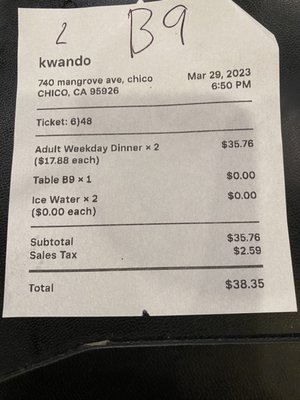 2 B9
kwando
740 mangrove ave, chico
CHICO, CA 95926
Mar 29, 2023
6:50 PM
Ticket: 6)48
Adult Weekday Dinner × 2 $35.76
($17.88 each)
Table B9 × 1 $0.00
Ice Water × 2 $0.00
($0.00 each)
Subtotal $35.76
Sales Tax $2.59
Total $38.35